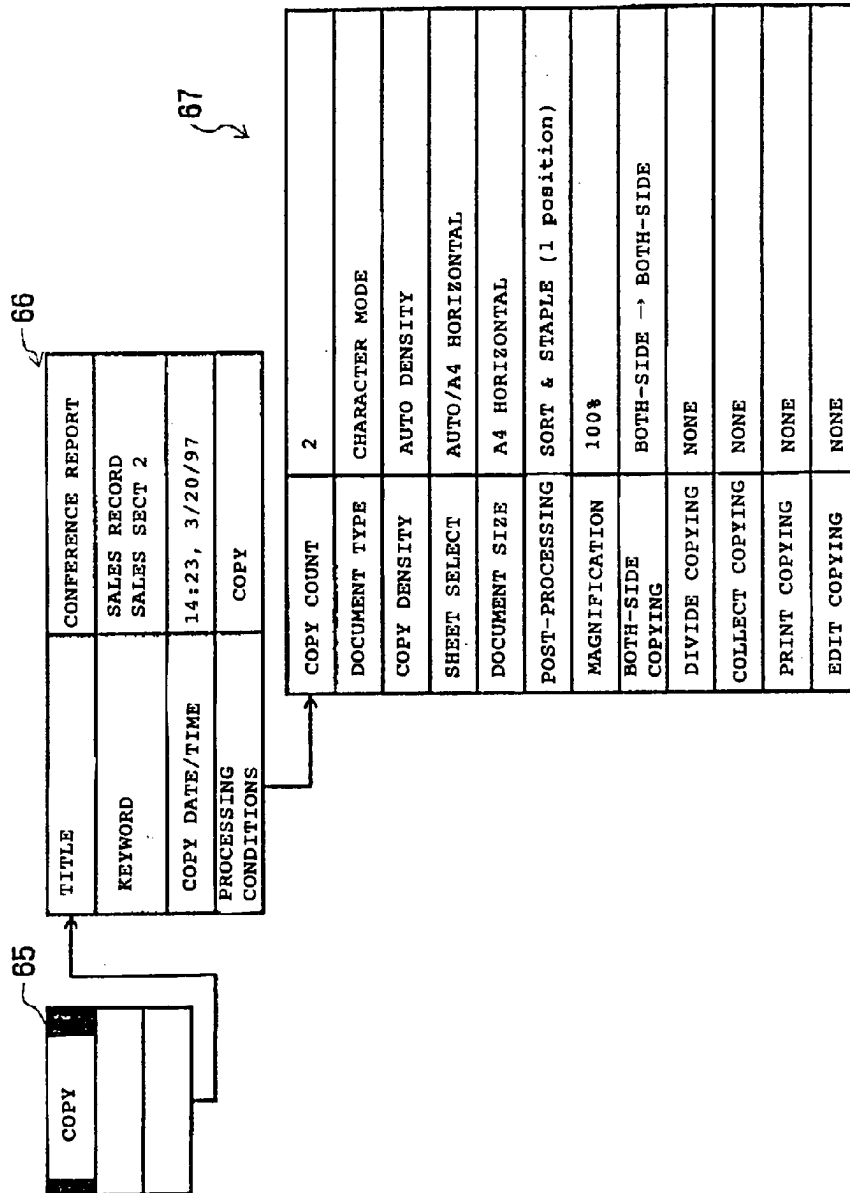 65
COPY
66
TITLE CONFERENCE REPORT
KEYWORD SALES RECORD
SALES SECT 2
COPY DATE/TIME 14:23, 3/20/97
PROCESSING
CONDITIONS COPY
67
COPY COUNT 2
DOCUMENT TYPE CHARACTER MODE
COPY DENSITY AUTO DENSITY
SHEET SELECT AUTO/A4 HORIZONTAL
DOCUMENT SIZE A4 HORIZONTAL
POST-PROCESSING SORT & STAPLE (1 position)
MAGNIFICATION 100%
BOTH-SIDE
COPYING BOTH-SIDE → BOTH-SIDE
DIVIDE COPYING NONE
COLLECT COPYING NONE
PRINT COPYING NONE
EDIT COPYING NONE